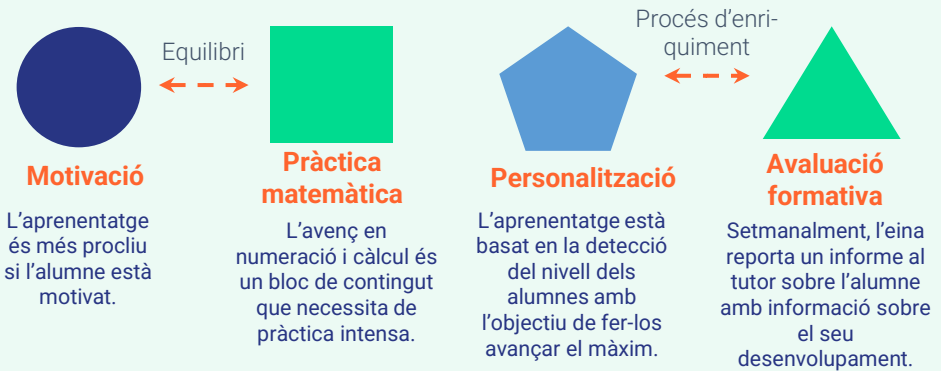 Equilibri
Procés d’enri-
quiment
Motivació
L’aprenentatge
és més procliu
si l’alumne està
motivat.
Pràctica
matemàtica
L’avenç en
numeració i càlcul és
un bloc de contingut
que necessita de
pràctica intensa.
Personalització
L’aprenentatge està
basat en la detecció
del nivell dels
alumnes amb
l’objectiu de fer-los
avançar el màxim.
Avaluació
formativa
Setmanalment, l’eina
reporta un informe al
tutor sobre l’alumne
amb informació sobre
el seu
desenvolupament.